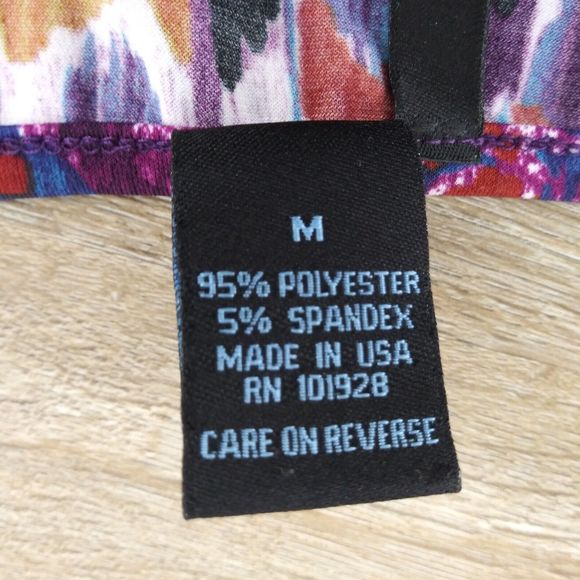 M
95% POLYESTER
5% SPANDEX
MADE IN USA
RN 101928
CARE ON REVERSE